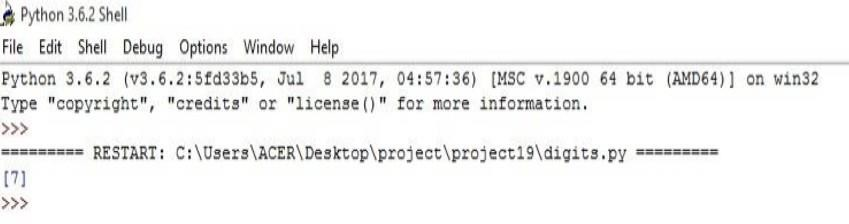 Python 3.6.2 Shell
File Edit Shell Debug Options Window Help
Python 3.6.2 (v3.6.2:5fd33b5, Jul  8 2017, 04:57:36) [MSC v.1900 64 bit (AMD64)] on win32
Type "copyright", "credits" or "license()" for more information.
>>>
========= RESTART: C:\Users\ACER\Desktop\project\project19\digits.py =========
[7]
>>>